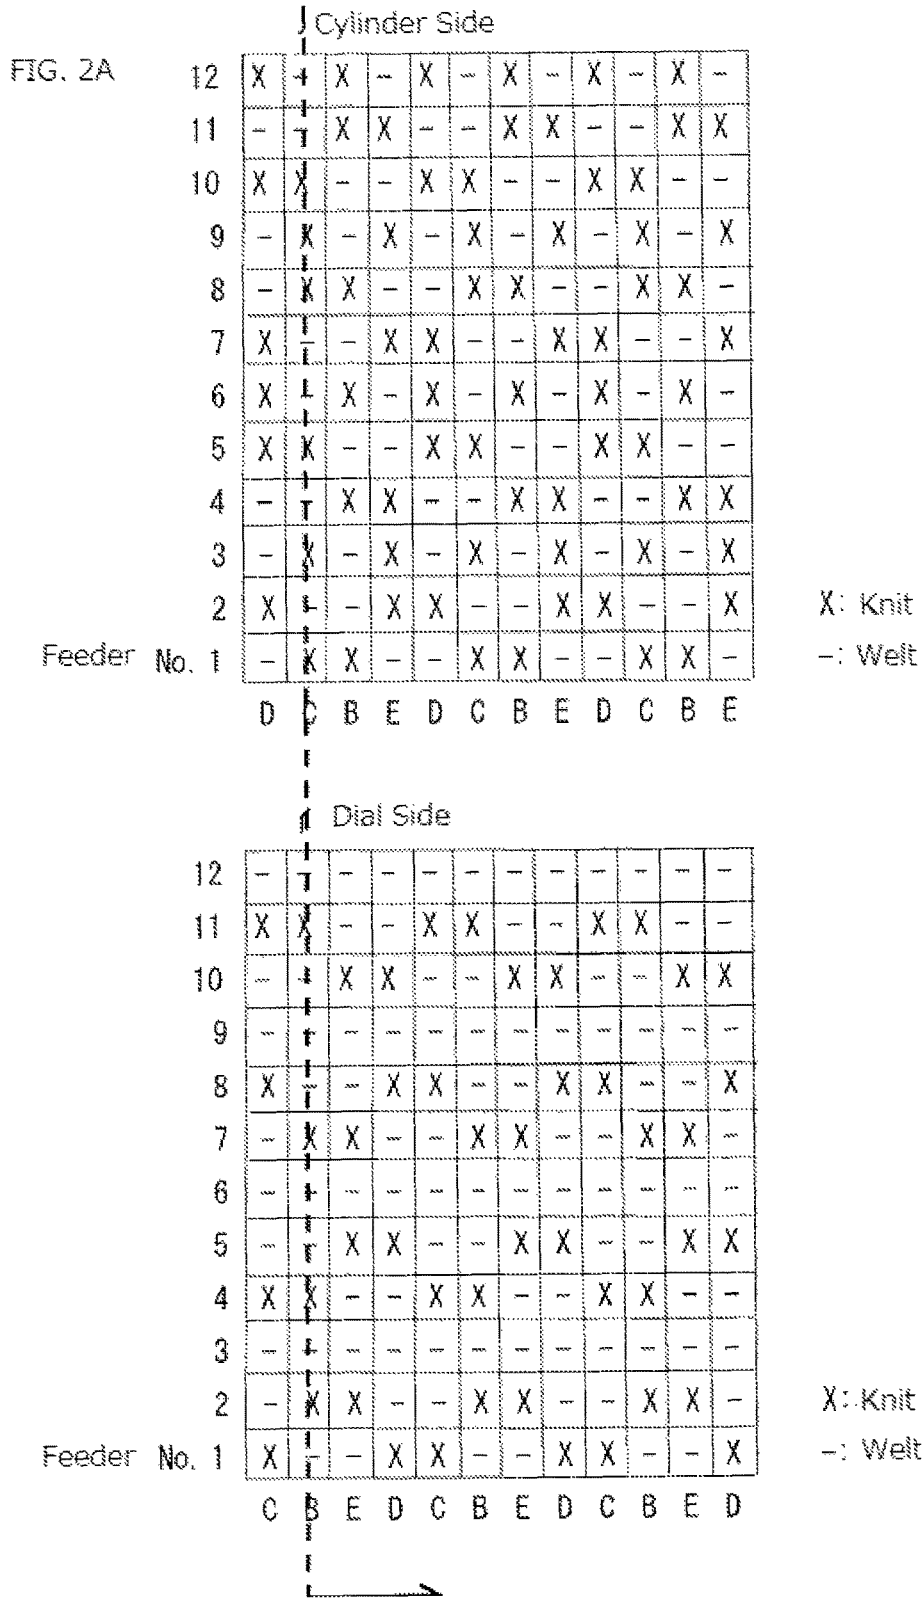 Cylinder Side
FIG. 2A
12 X - X - X - X - X - X -
11 - - X X - - X X - - X X
10 X X - - X X - - X X - -
9 - X - X - X - X - X - X
8 - X X - - X X - - X X -
7 X - - X X - - X X - - X
6 X - X - X - X - X - X -
5 X X - - X X - - X X - -
4 - - X X - - X X - - X X
3 - X - X - X - X - X - X
2 X - - X X - - X X - - X X: Knit
Feeder No. 1 - X X - - X X - - X X - -: Welt
D C B E D C B E D C B E
Dial Side
12 - - - - - - - - - - - -
11 X X - - X X - - X X - -
10 - - X X - - X X - - X X
9 - - - - - - - - - - - -
8 X - - X X - - X X - - X
7 - X X - - X X - - X X -
6 - - - - - - - - - - - -
5 - - X X - - X X - - X X
4 X X - - X X - - X X - -
3 - - - - - - - - - - - -
2 - X X - - X X - - X X - X: Knit
Feeder No. 1 X - - X X - - X X - - X -: Welt
C B E D C B E D C B E D